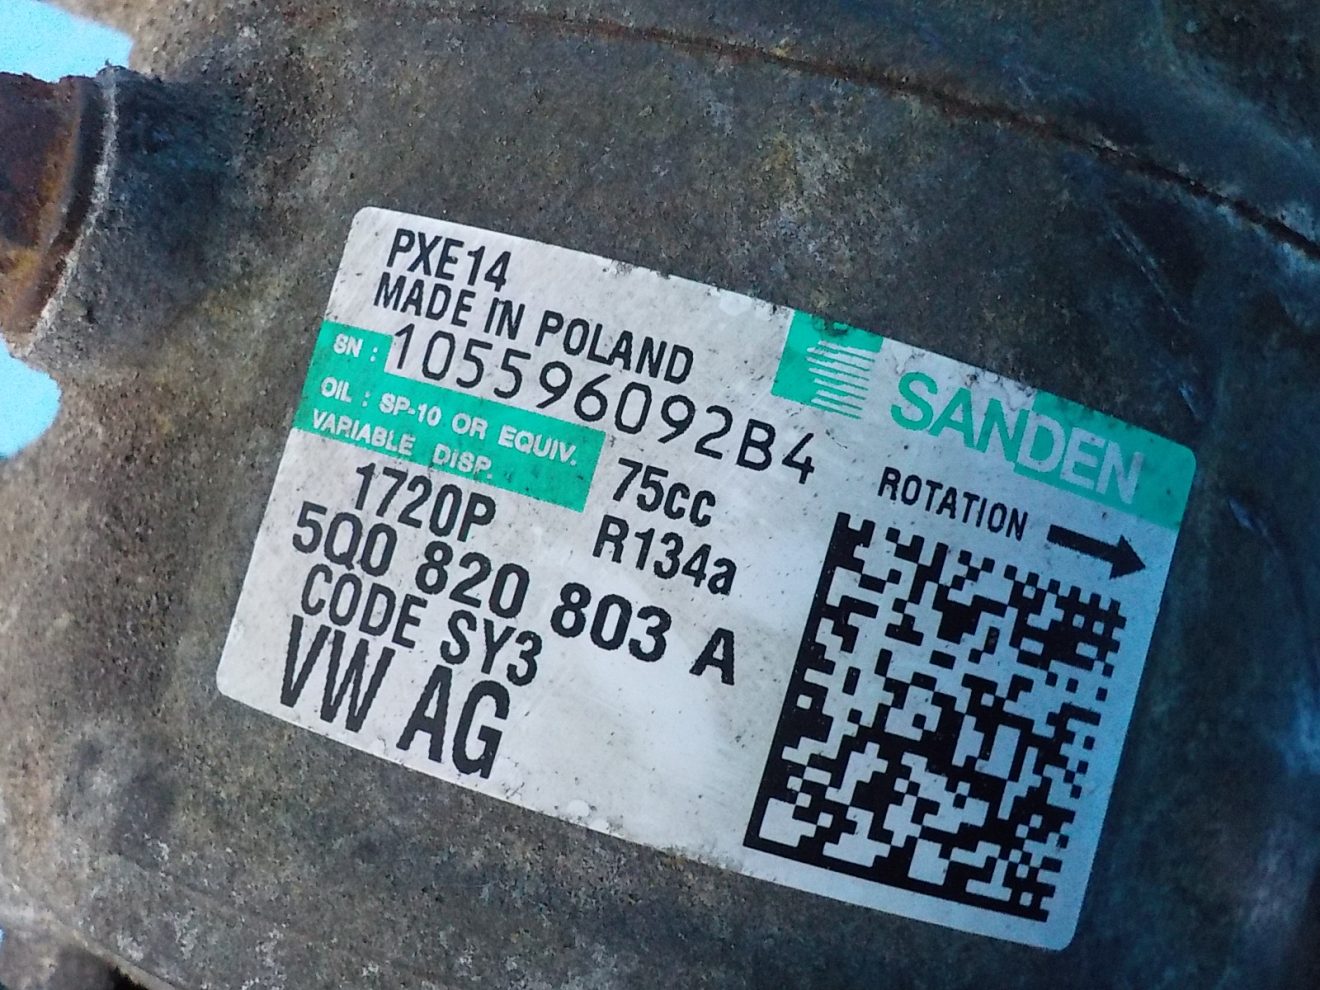 PXE14
MADE IN POLAND
SN : 105596092B4
SANDEN
OIL : SP-10 OR EQUIV.
VARIABLE DISP.
75cc
ROTATION
1720P
R134a
5Q0 820 803 A
CODE SY3
VW AG